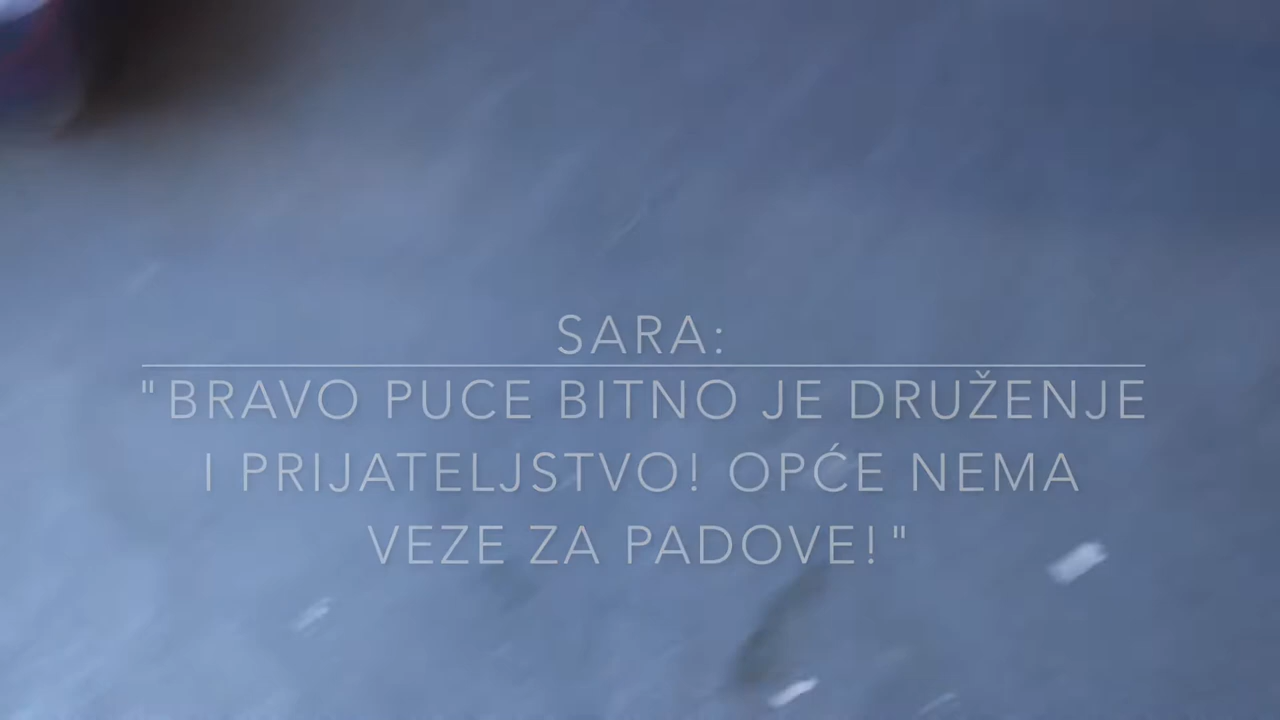 SARA:
"BRAVO PUCE BITNO JE DRUŽENJE
I PRIJATELJSTVO! OPĆE NEMA
VEZE ZA PADOVE!"